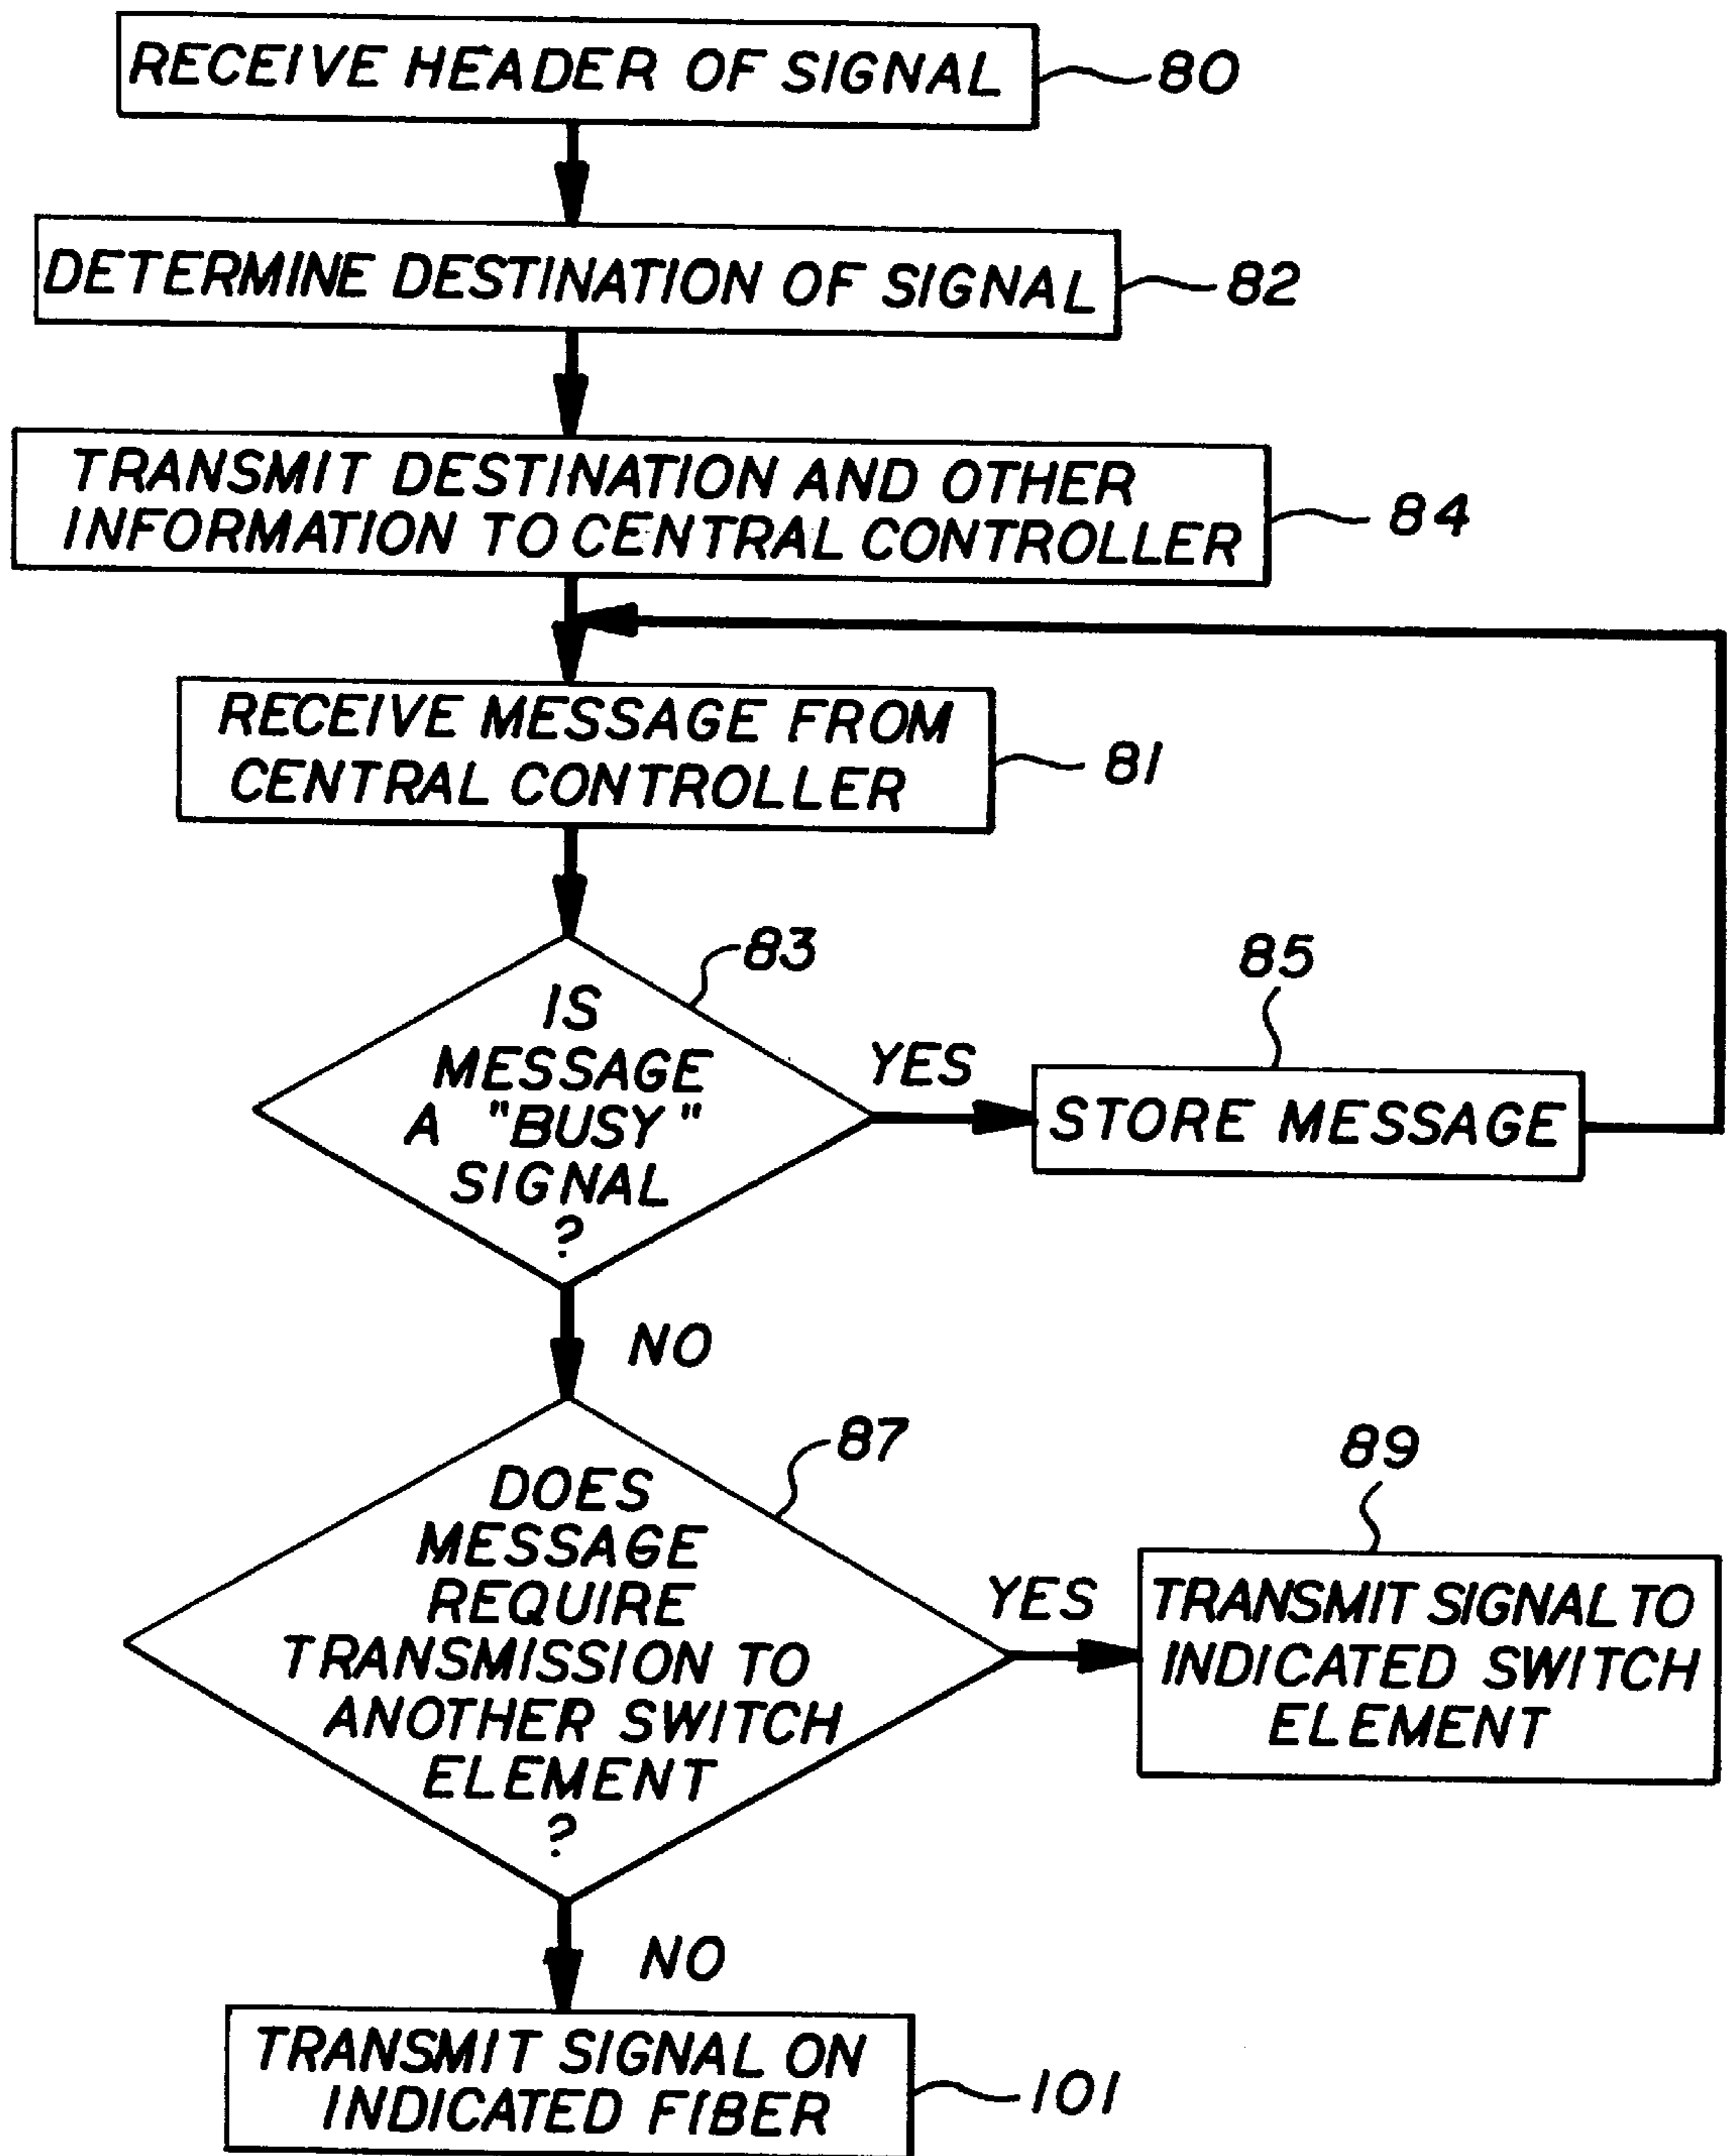 RECEIVE HEADER OF SIGNAL
80
DETERMINE DESTINATION OF SIGNAL
82
TRANSMIT DESTINATION AND OTHER
INFORMATION TO CENTRAL CONTROLLER
84
RECEIVE MESSAGE FROM
CENTRAL CONTROLLER
81
83
IS
MESSAGE
A "BUSY"
SIGNAL
?
YES
85
STORE MESSAGE
NO
87
DOES
MESSAGE
REQUIRE
TRANSMISSION TO
ANOTHER SWITCH
ELEMENT
?
YES
89
TRANSMIT SIGNAL TO
INDICATED SWITCH
ELEMENT
NO
TRANSMIT SIGNAL ON
INDICATED FIBER
101